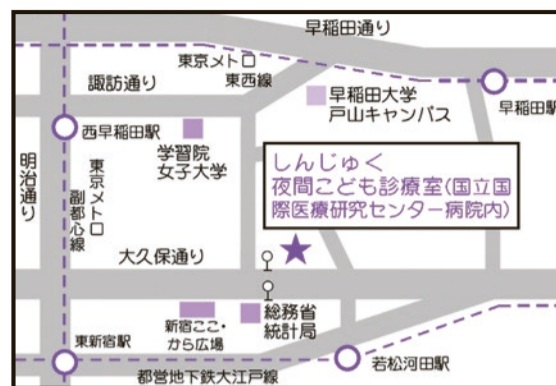 早稲田通り
東京メトロ
東西線
諏訪通り
早稲田大学
戸山キャンパス
早稲田駅
西早稲田駅
学習院
女子大学
明治通り
東京メトロ
副都心線
しんじゅく
夜間こども診療室(国立国
際医療研究センター病院内)
大久保通り
新宿ここ・
から広場
総務省
統計局
東新宿駅
若松河田駅
都営地下鉄大江戸線